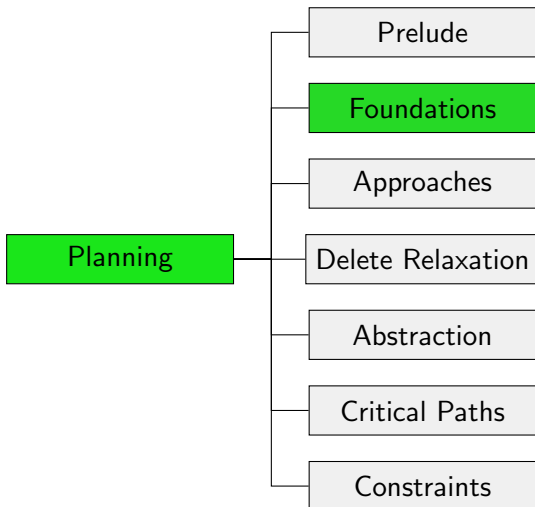 Prelude
Foundations
Approaches
Planning
Delete Relaxation
Abstraction
Critical Paths
Constraints